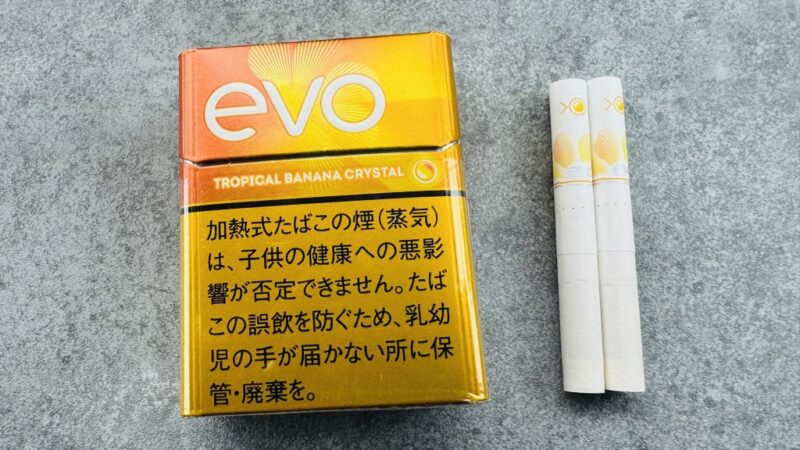 evo
TROPICAL BANANA CRYSTAL
加熱式たばこの煙（蒸気）
は、子供の健康への悪影
響が否定できません。たば
この誤飲を防ぐため、乳幼
児の手が届かない所に保
管・廃棄を。